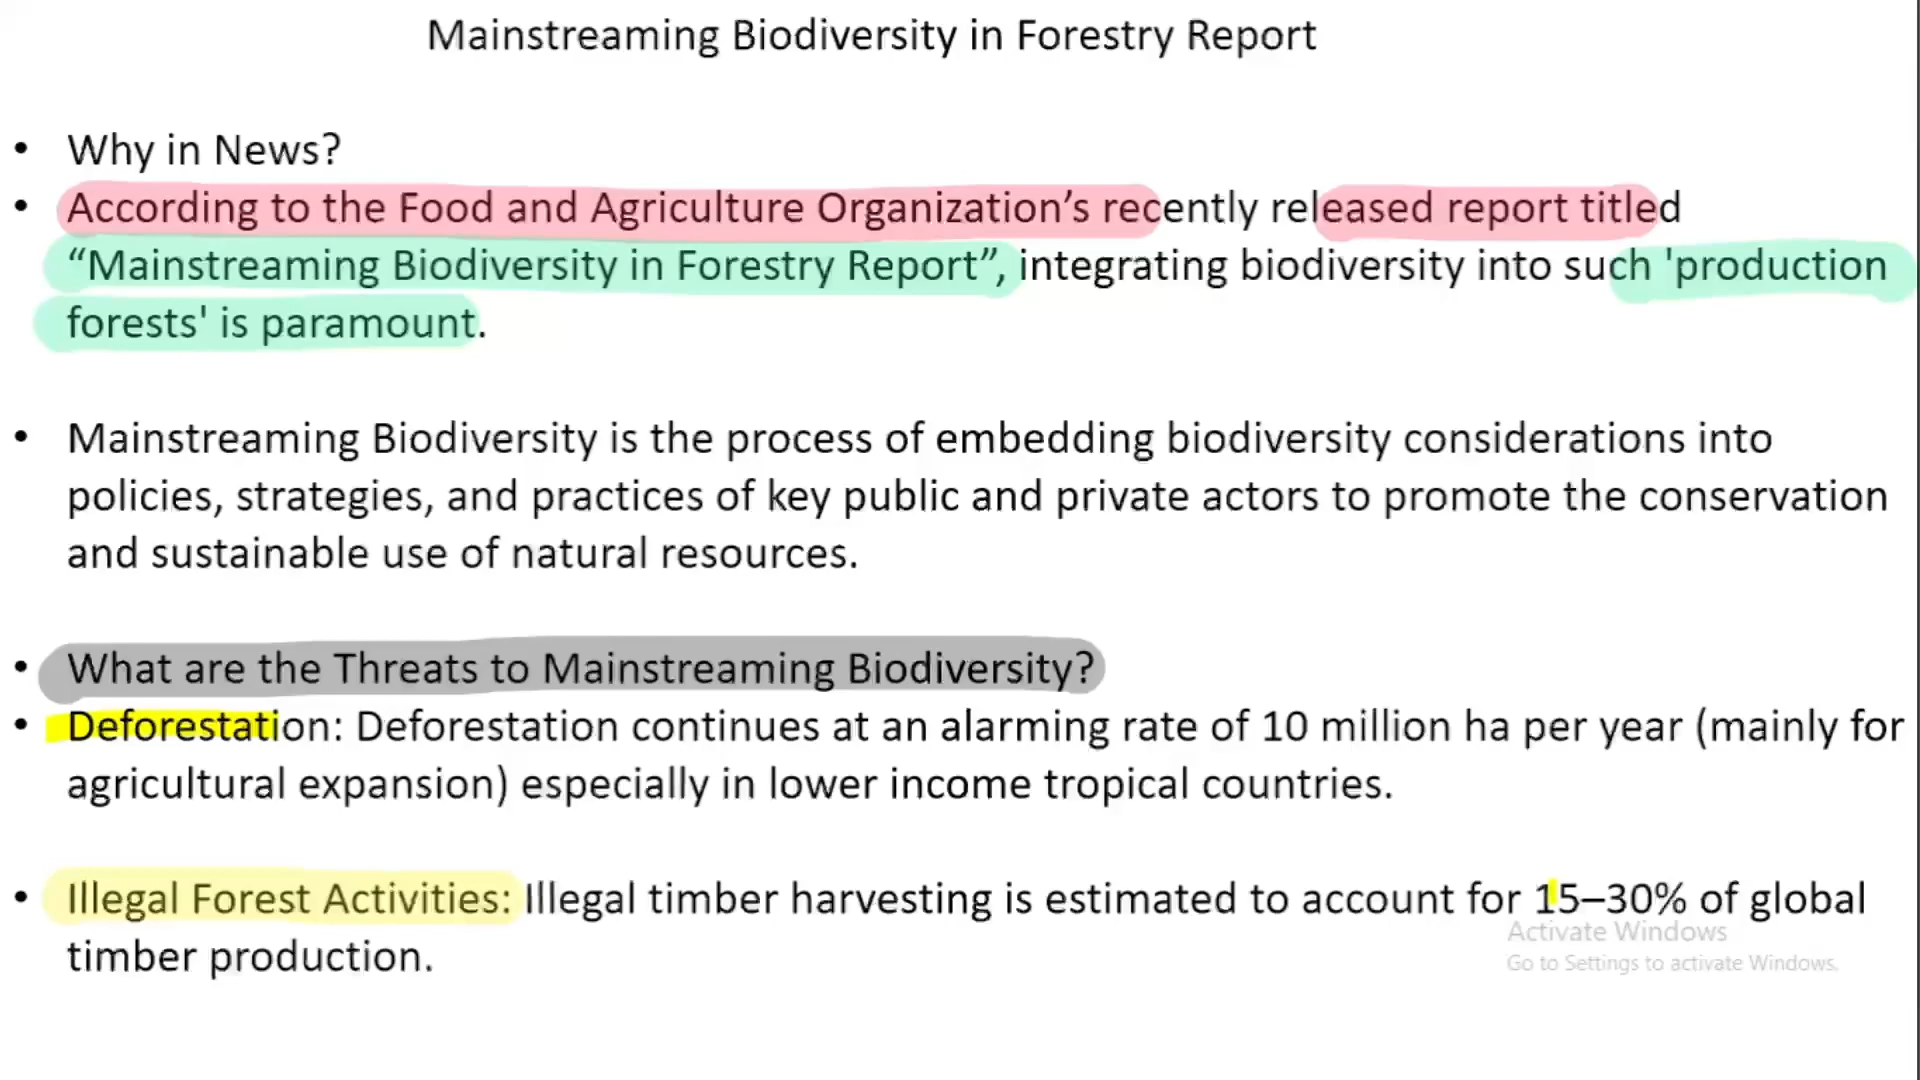 Mainstreaming Biodiversity in Forestry Report
• Why in News?
• According to the Food and Agriculture Organization’s recently released report titled
“Mainstreaming Biodiversity in Forestry Report”, integrating biodiversity into such 'production
forests' is paramount.
• Mainstreaming Biodiversity is the process of embedding biodiversity considerations into
policies, strategies, and practices of key public and private actors to promote the conservation
and sustainable use of natural resources.
• What are the Threats to Mainstreaming Biodiversity?
• Deforestation: Deforestation continues at an alarming rate of 10 million ha per year (mainly for
agricultural expansion) especially in lower income tropical countries.
• Illegal Forest Activities: Illegal timber harvesting is estimated to account for 15–30% of global
timber production.
Activate Windows
Go to Settings to activate Windows.